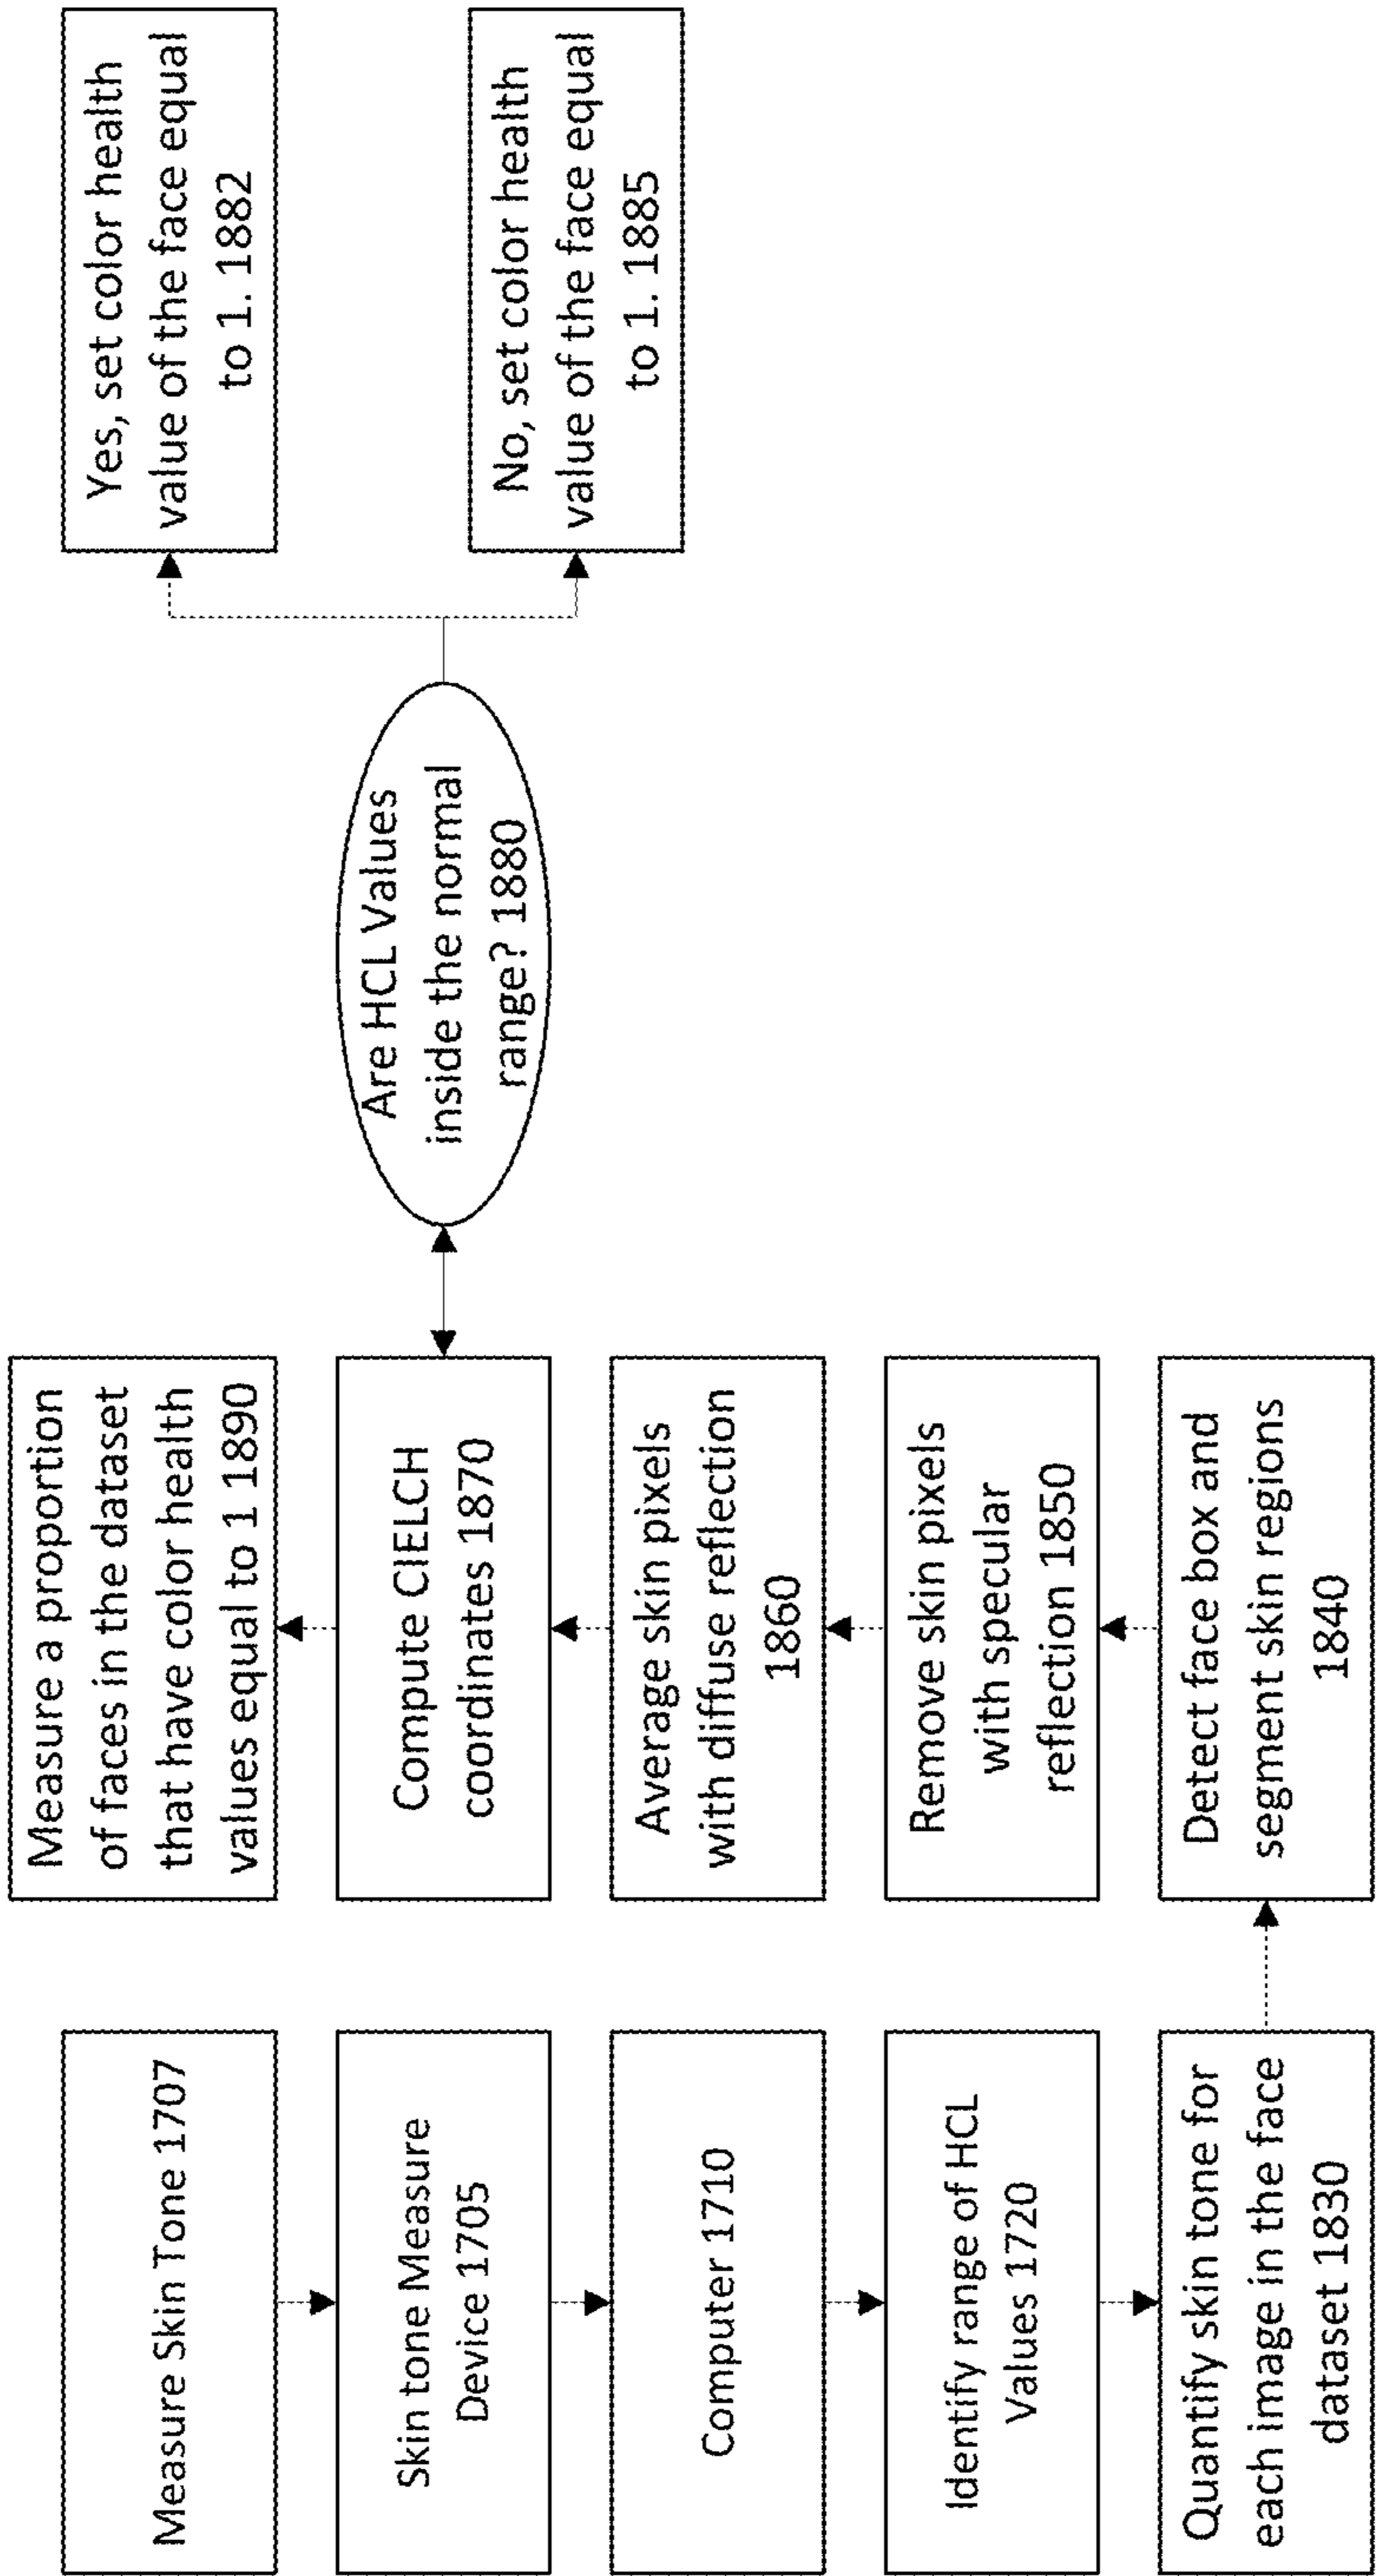 Measure Skin Tone 1707
Skin tone Measure
Device 1705
Computer 1710
Identify range of HCL
Values 1720
Quantify skin tone for
each image in the face
dataset 1830
Measure a proportion
of faces in the dataset
that have color health
values equal to 1 1890
Compute CIELCH
coordinates 1870
Average skin pixels
with diffuse reflection
1860
Remove skin pixels
with specular
reflection 1850
Detect face box and
segment skin regions
1840
Are HCL Values
inside the normal
range? 1880
Yes, set color health
value of the face equal
to 1. 1882
No, set color health
value of the face equal
to 1. 1885